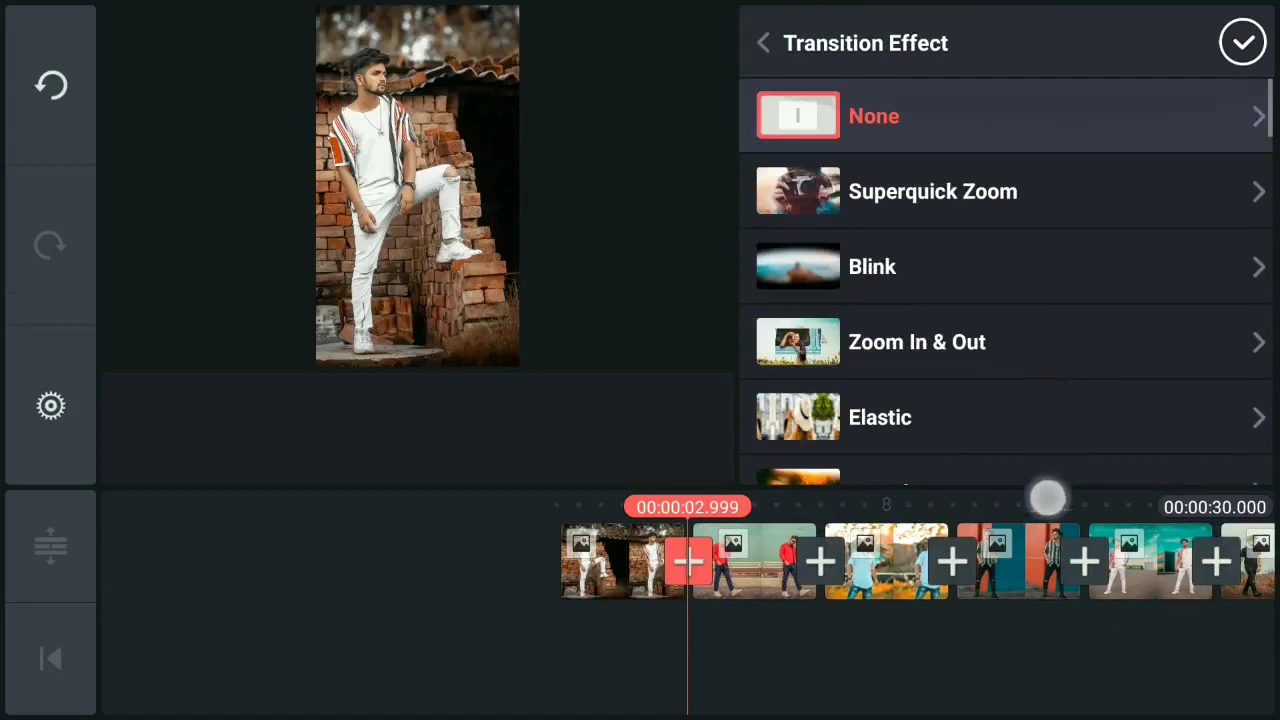 Transition Effect
None
Superquick Zoom
Blink
Zoom In & Out
Elastic
00:00:02.999
8
00:00:30.000